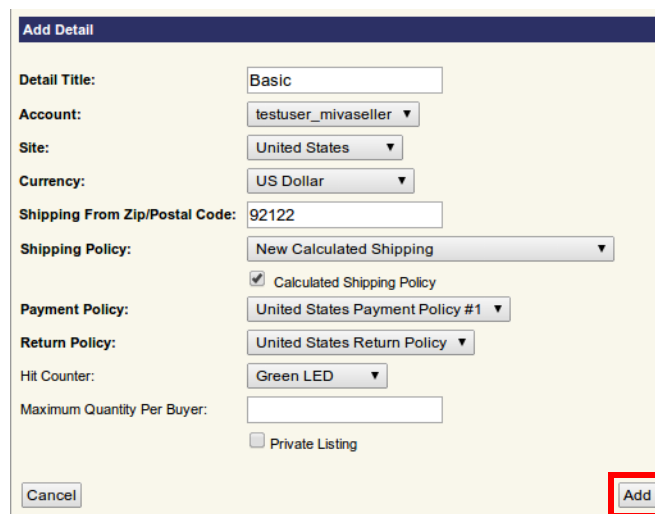 Add Detail
Detail Title: Basic
Account: testuser_mivaseller
Site: United States
Currency: US Dollar
Shipping From Zip/Postal Code: 92122
Shipping Policy: New Calculated Shipping
Calculated Shipping Policy
Payment Policy: United States Payment Policy #1
Return Policy: United States Return Policy
Hit Counter: Green LED
Maximum Quantity Per Buyer:
Private Listing
Cancel Add